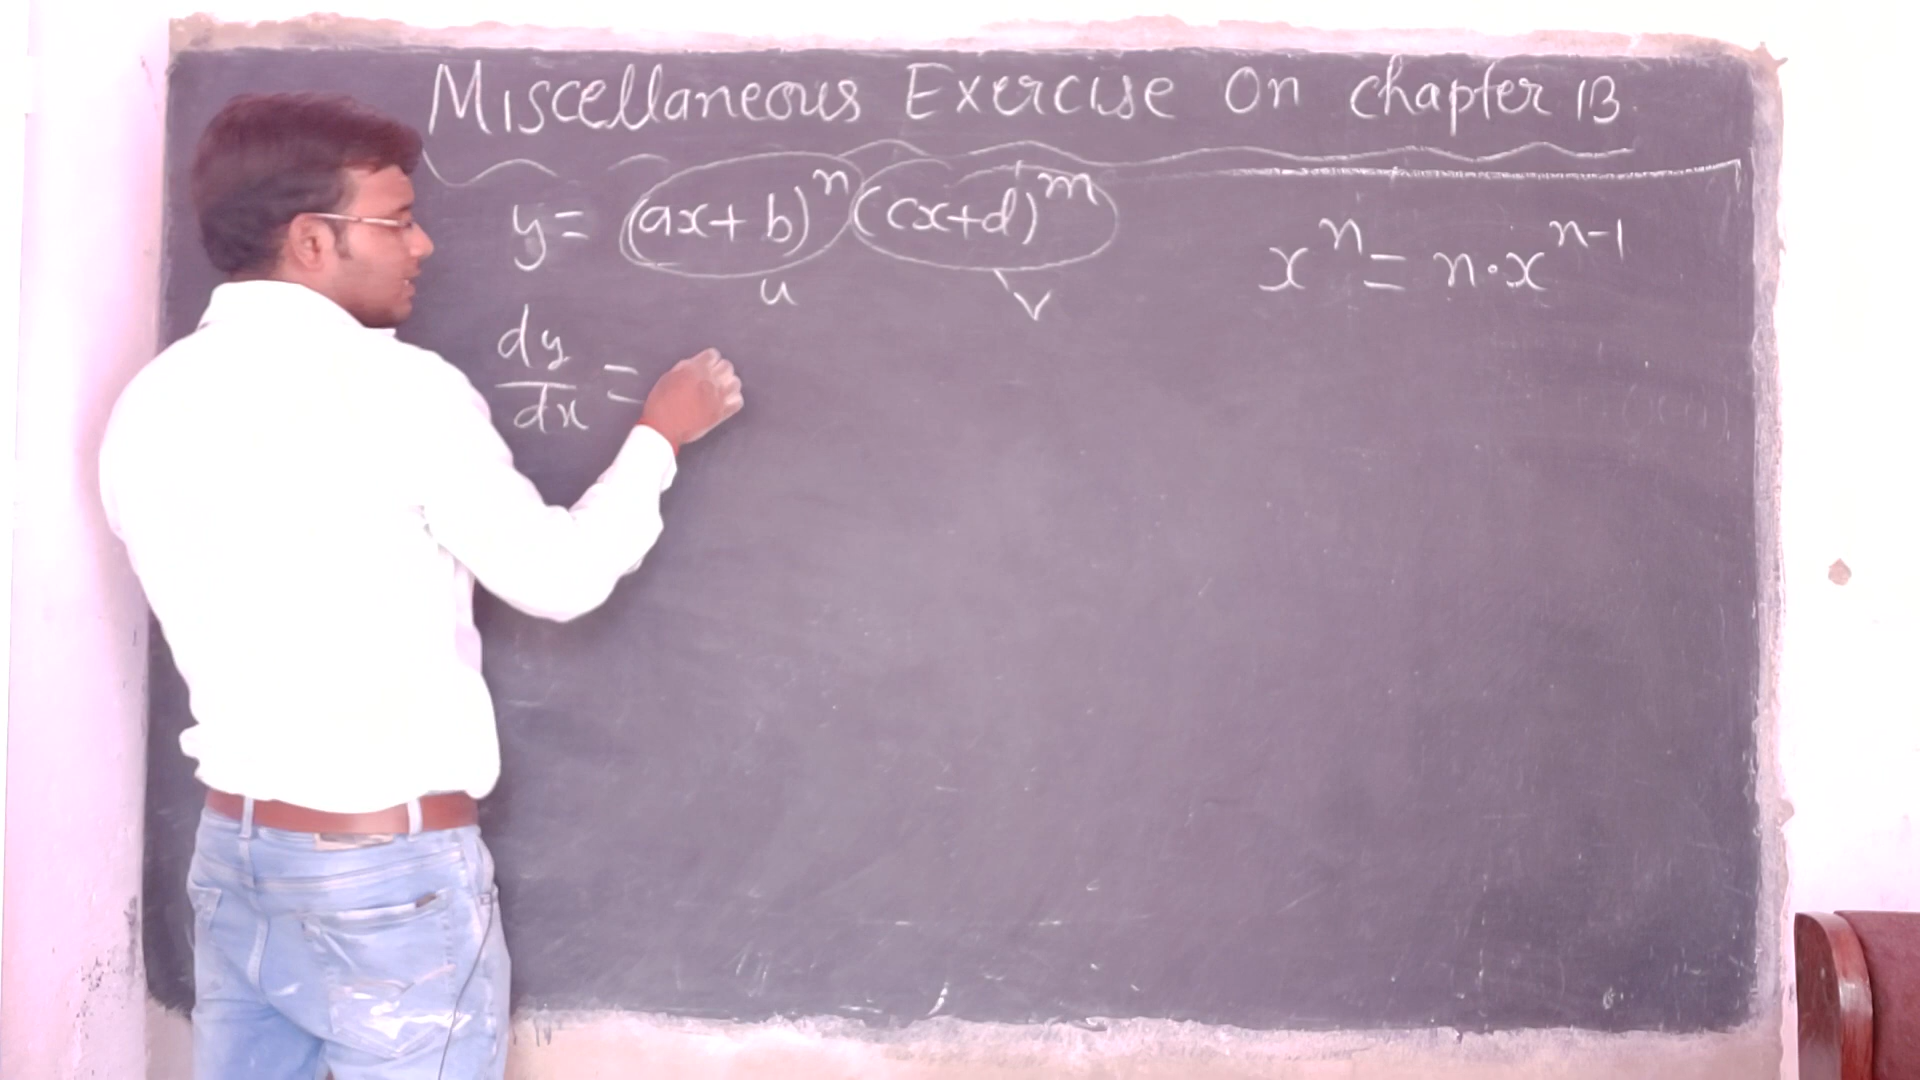 Miscellaneous Exercise On Chapter 13
y = (ax+b)^n (cx+d)^m
u v
x^n = n·x^{n-1}
dy/dx =